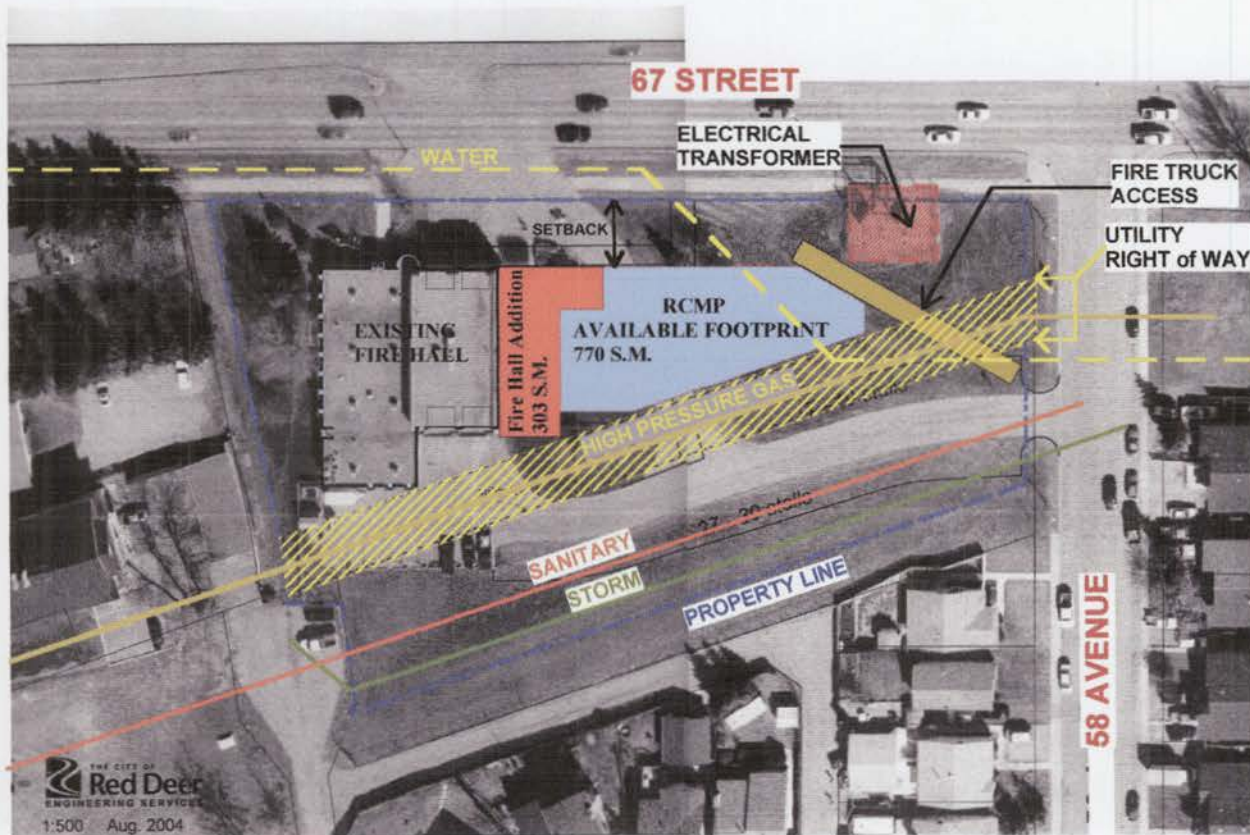 67 STREET
ELECTRICAL
TRANSFORMER
WATER
FIRE TRUCK
ACCESS
SETBACK
UTILITY
RIGHT of WAY
EXISTING
FIRE HALL
Fire Hall Addition
303 S.M.
RCMP
AVAILABLE FOOTPRINT
770 S.M.
HIGH PRESSURE GAS
SANITARY
STORM
PROPERTY LINE
58 AVENUE
THE CITY OF
Red Deer
ENGINEERING SERVICES
1:500 Aug. 2004